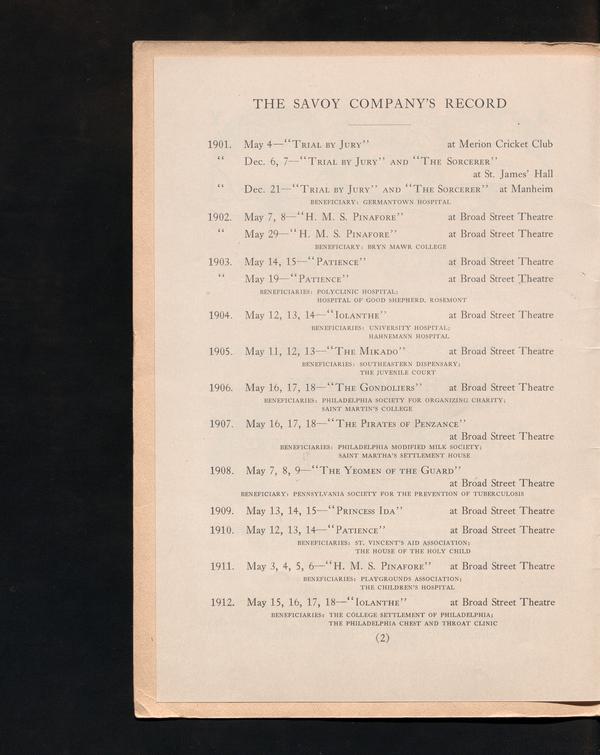 THE SAVOY COMPANY'S RECORD
1901. May 4—“Trial by Jury” at Merion Cricket Club
“ Dec. 6, 7—“Trial by Jury” and “The Sorcerer”
at St. James' Hall
“ Dec. 21—“Trial by Jury” and “The Sorcerer” at Manheim
BENEFICIARY: GERMANTOWN HOSPITAL
1902. May 7, 8—“H. M. S. Pinafore” at Broad Street Theatre
“ May 29—“H. M. S. Pinafore” at Broad Street Theatre
BENEFICIARY: BRYN MAWR COLLEGE
1903. May 14, 15—“Patience” at Broad Street Theatre
“ May 19—“Patience” at Broad Street Theatre
BENEFICIARIES: POLYCLINIC HOSPITAL;
HOSPITAL OF GOOD SHEPHERD, ROSEMONT
1904. May 12, 13, 14—“Iolanthe” at Broad Street Theatre
BENEFICIARIES: UNIVERSITY HOSPITAL;
HAHNEMANN HOSPITAL
1905. May 11, 12, 13—“The Mikado” at Broad Street Theatre
BENEFICIARIES: SOUTHEASTERN DISPENSARY;
THE JUVENILE COURT
1906. May 16, 17, 18—“The Gondoliers” at Broad Street Theatre
BENEFICIARIES: PHILADELPHIA SOCIETY FOR ORGANIZING CHARITY;
SAINT MARTIN'S COLLEGE
1907. May 16, 17, 18—“The Pirates of Penzance”
at Broad Street Theatre
BENEFICIARIES: PHILADELPHIA MODIFIED MILK SOCIETY;
SAINT MARTHA'S SETTLEMENT HOUSE
1908. May 7, 8, 9—“The Yeomen of the Guard”
at Broad Street Theatre
BENEFICIARY: PENNSYLVANIA SOCIETY FOR THE PREVENTION OF TUBERCULOSIS
1909. May 13, 14, 15—“Princess Ida” at Broad Street Theatre
1910. May 12, 13, 14—“Patience” at Broad Street Theatre
BENEFICIARIES: ST. VINCENT'S AID ASSOCIATION;
THE HOUSE OF THE HOLY CHILD
1911. May 3, 4, 5, 6—“H. M. S. Pinafore” at Broad Street Theatre
BENEFICIARIES: PLAYGROUNDS ASSOCIATION;
THE CHILDREN'S HOSPITAL
1912. May 15, 16, 17, 18—“Iolanthe” at Broad Street Theatre
BENEFICIARIES: THE COLLEGE SETTLEMENT OF PHILADELPHIA;
THE PHILADELPHIA CHEST AND THROAT CLINIC
(2)